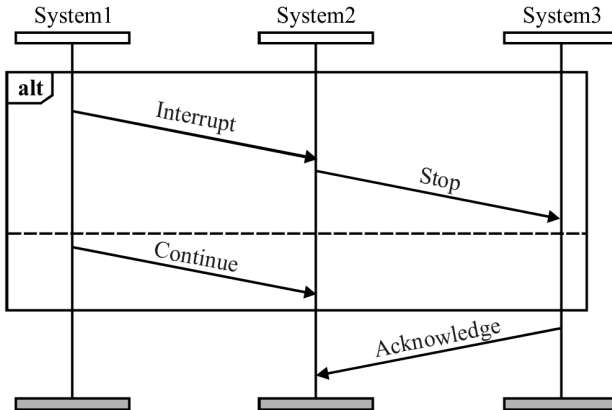 System1 System2 System3
alt
Interrupt
Stop
Continue
Acknowledge